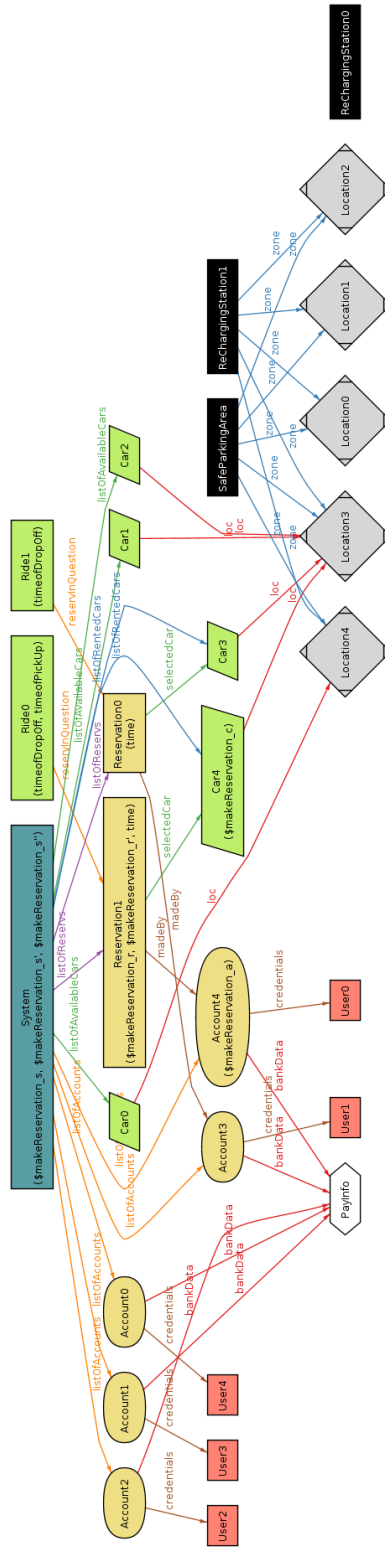 System
($makeReservation_s, $makeReservation_s', $makeReservation_s'')
Ride0
(timeofDropOff, timeofPickUp)
Ride1
(timeofDropOff)
listOfAccounts
listOfAccounts
listOfAccounts
listOfAccounts
listOfAvailableCars
listOfReservs
listOfReservs
reservInQuestion
listOfAvailableCars
listOfRentedCars
listOfRentedCars
reservInQuestion
listOfAvailableCars
Account2
Account1
Account0
Car0
Reservation1
($makeReservation_r, $makeReservation_r', time)
Reservation0
(time)
Car1
Car2
credentials
credentials
credentials
bankData
bankData
bankData
madeBy
madeBy
selectedCar
selectedCar
loc
loc
loc
User2
User3
User4
Account3
Account4
($makeReservation_a)
Car4
($makeReservation_c)
Car3
SafeParkingArea
ReChargingStation1
bankData
credentials
bankData
credentials
loc
loc
zone
zone
zone
zone
zone
zone
zone
zone
zone
zone
PayInfo
User1
User0
Location4
Location3
Location0
Location1
Location2
ReChargingStation0